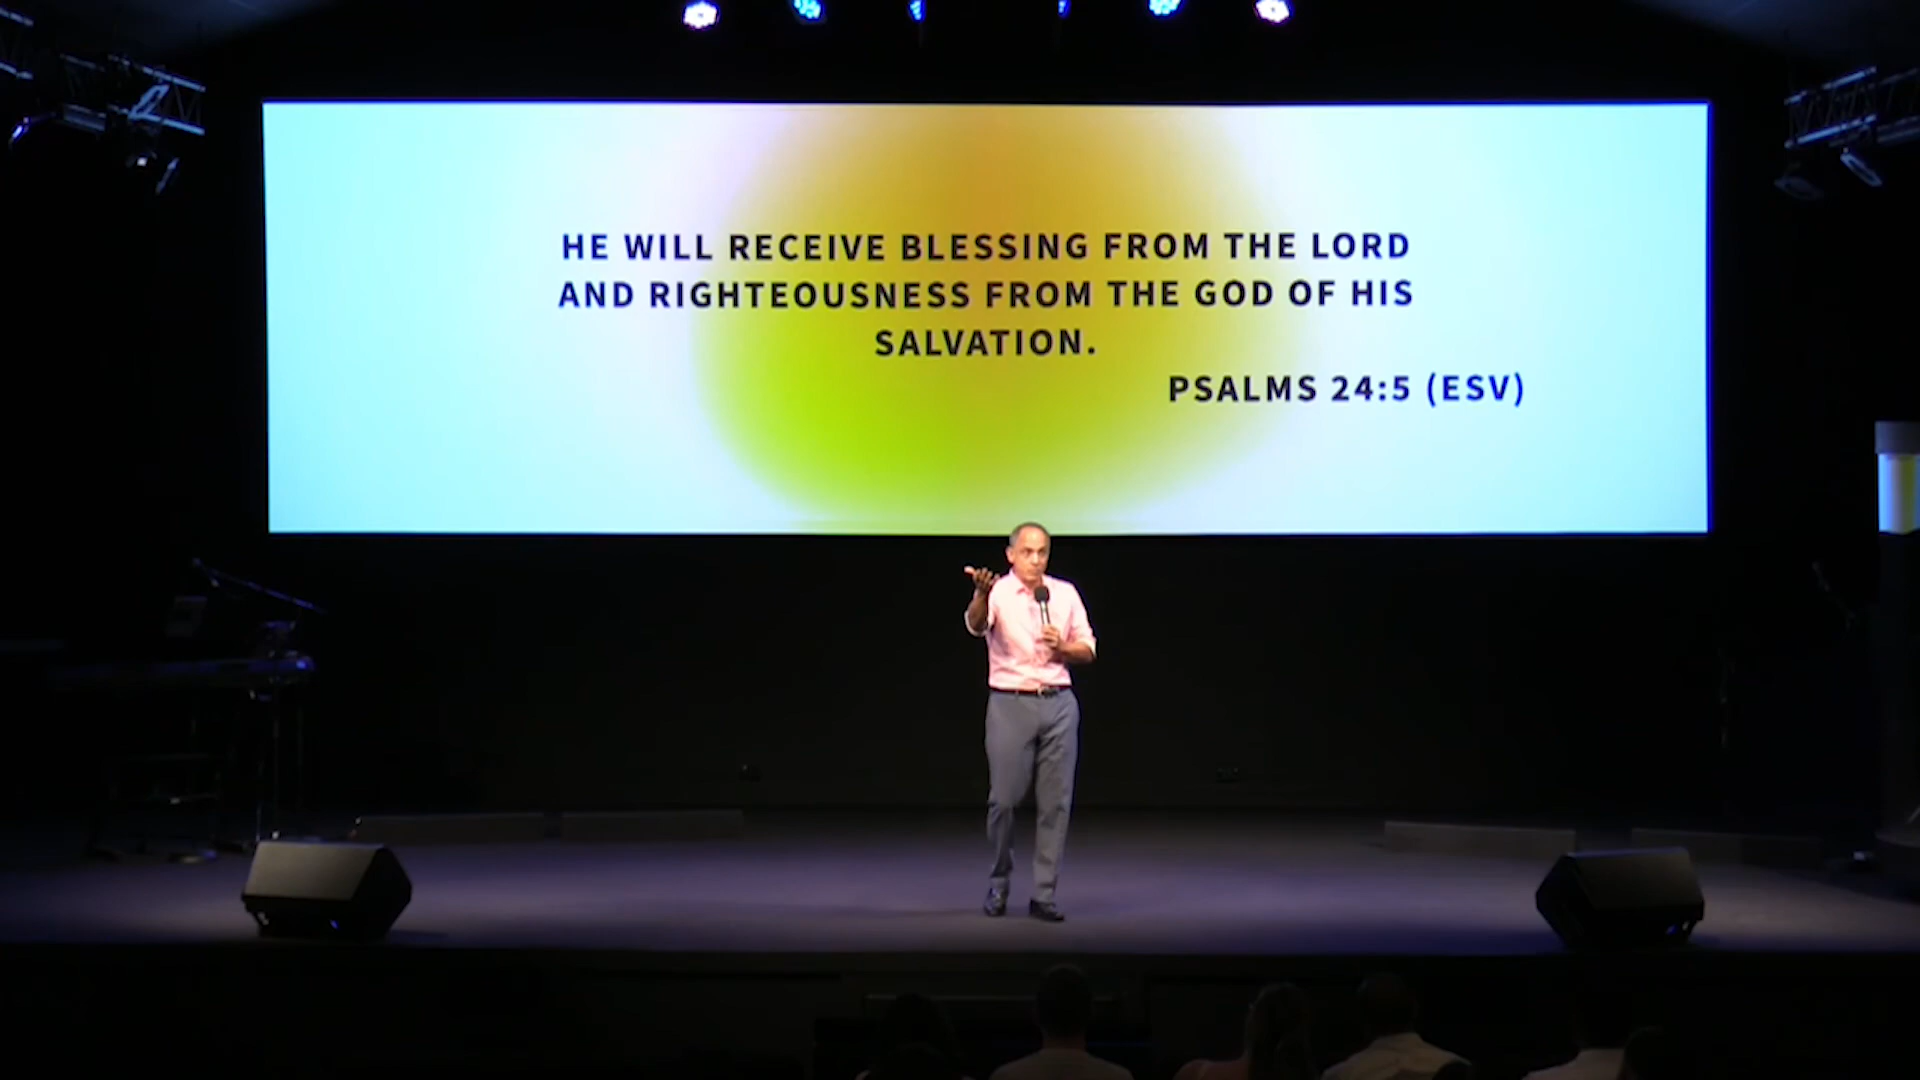 HE WILL RECEIVE BLESSING FROM THE LORD
AND RIGHTEOUSNESS FROM THE GOD OF HIS
SALVATION.
PSALMS 24:5 (ESV)